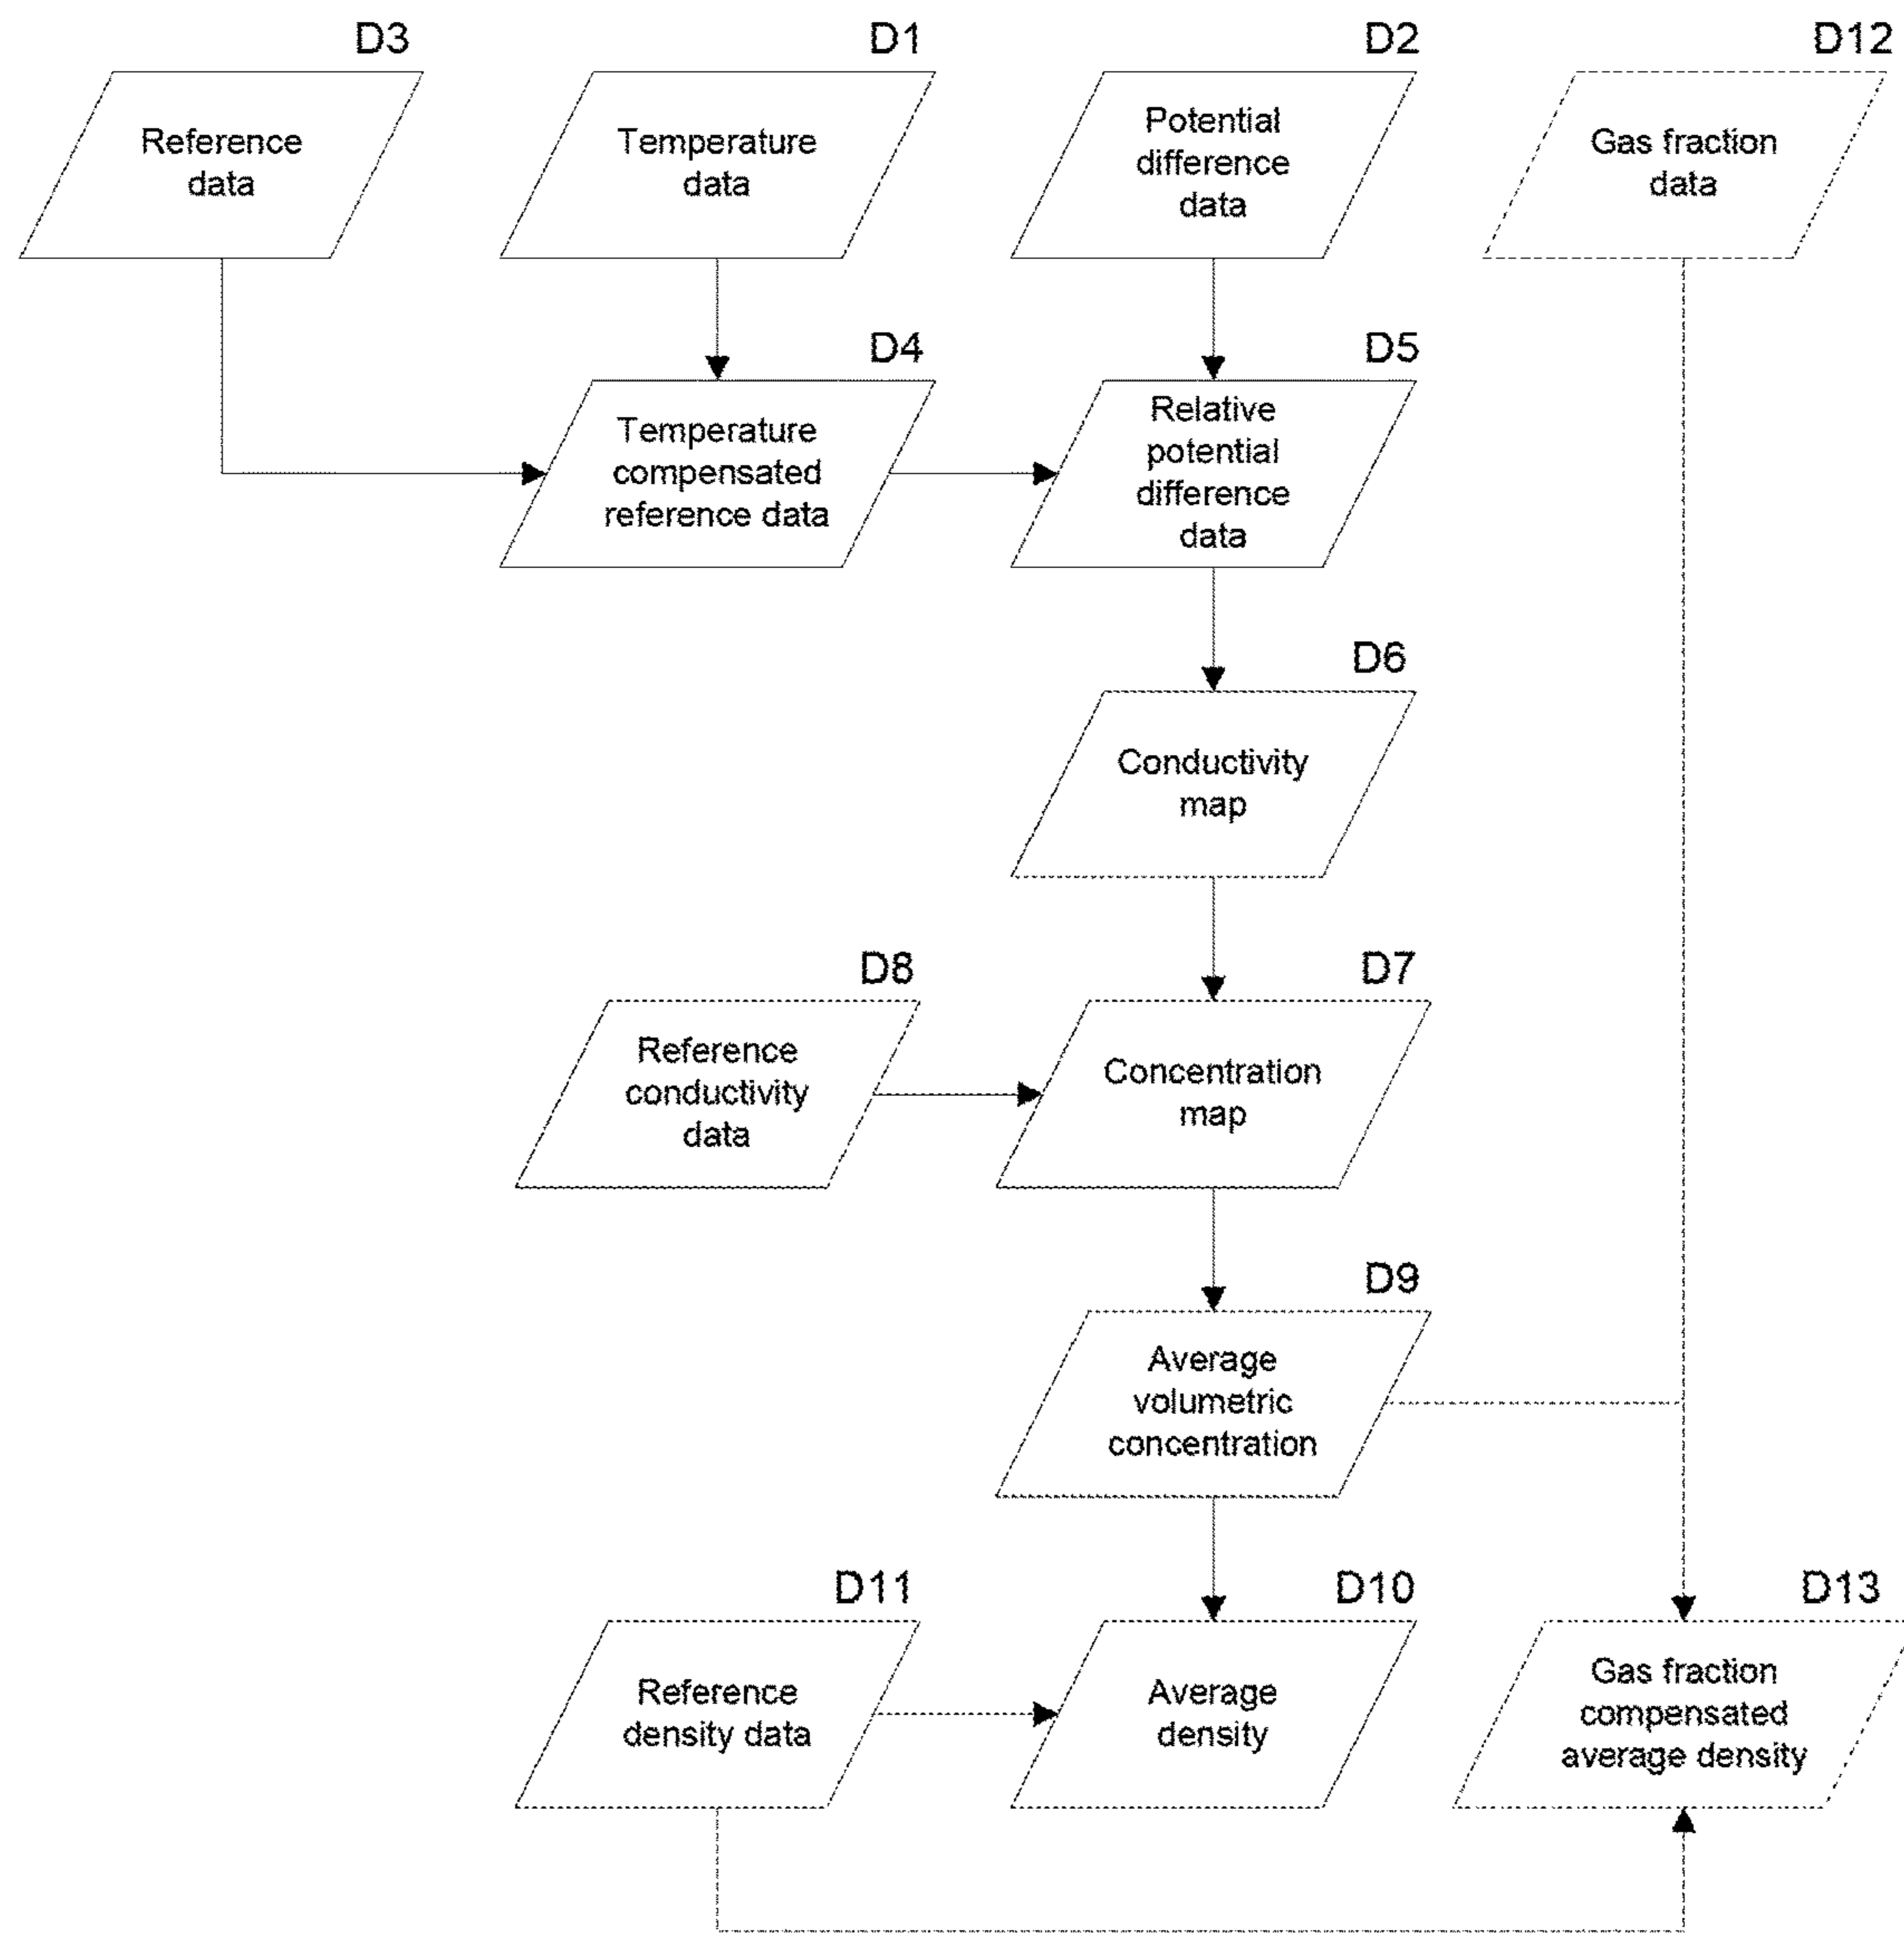 D3
Reference
data
D1
Temperature
data
D2
Potential
difference
data
D12
Gas fraction
data
D4
Temperature
compensated
reference data
D5
Relative
potential
difference
data
D6
Conductivity
map
D8
Reference
conductivity
data
D7
Concentration
map
D9
Average
volumetric
concentration
D11
Reference
density data
D10
Average
density
D13
Gas fraction
compensated
average density